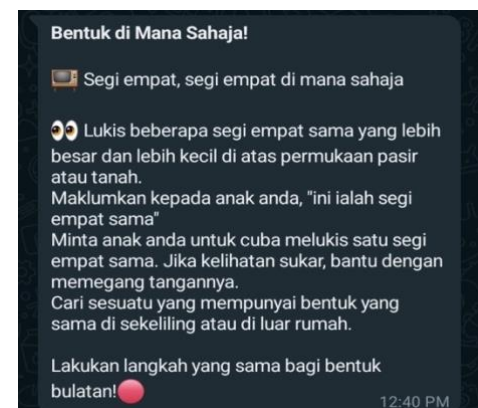 Bentuk di Mana Sahaja!
📺 Segi empat, segi empat di mana sahaja
👀 Lukis beberapa segi empat sama yang lebih
besar dan lebih kecil di atas permukaan pasir
atau tanah.
Maklumkan kepada anak anda, "ini ialah segi
empat sama"
Minta anak anda untuk cuba melukis satu segi
empat sama. Jika kelihatan sukar, bantu dengan
memegang tangannya.
Cari sesuatu yang mempunyai bentuk yang
sama di sekeliling atau di luar rumah.
Lakukan langkah yang sama bagi bentuk
bulatan!🔴
12:40 PM